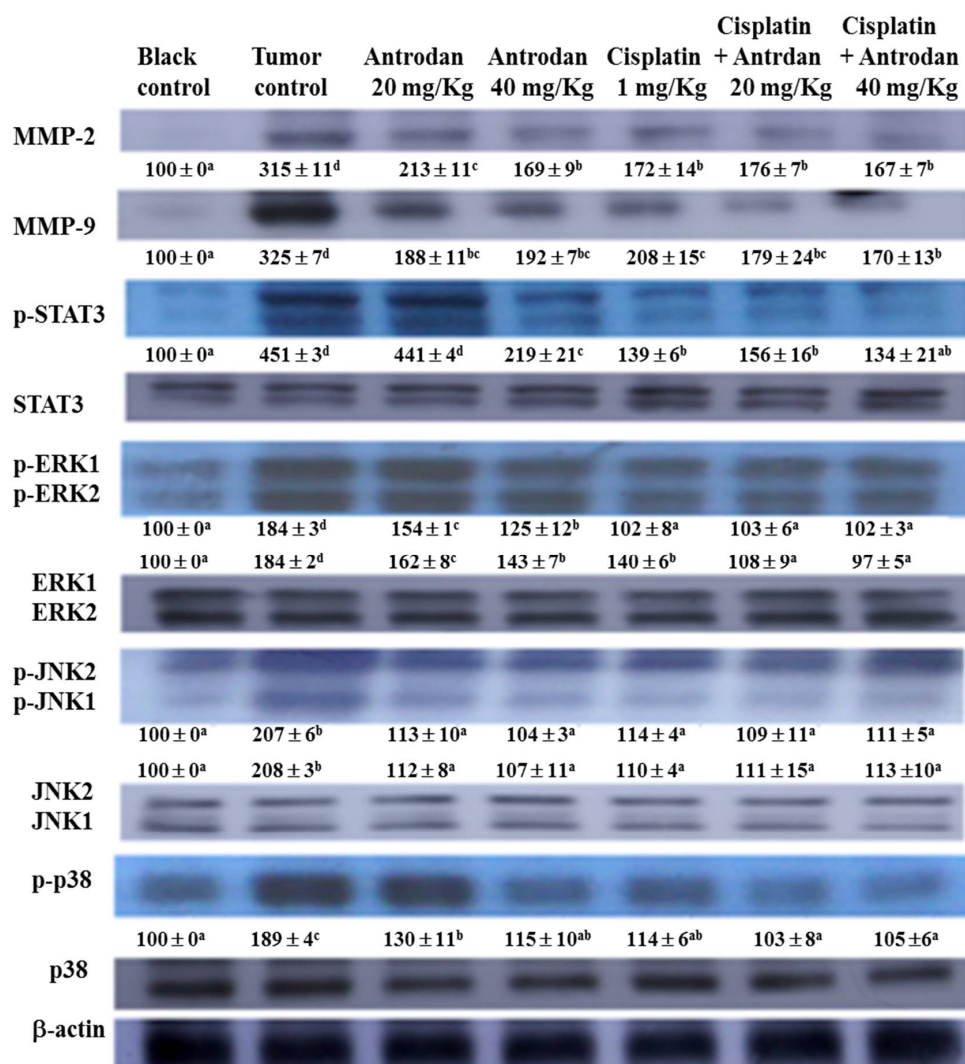 Black control
Tumor control
Antrodan 20 mg/Kg
Antrodan 40 mg/Kg
Cisplatin 1 mg/Kg
Cisplatin + Antrdan 20 mg/Kg
Cisplatin + Antrodan 40 mg/Kg
MMP-2
100 ± 0ᵃ 315 ± 11ᵈ 213 ± 11ᶜ 169 ± 9ᵇ 172 ± 14ᵇ 176 ± 7ᵇ 167 ± 7ᵇ
MMP-9
100 ± 0ᵃ 325 ± 7ᵈ 188 ± 11ᵇᶜ 192 ± 7ᵇᶜ 208 ± 15ᶜ 179 ± 24ᵇᶜ 170 ± 13ᵇ
p-STAT3
100 ± 0ᵃ 451 ± 3ᵈ 441 ± 4ᵈ 219 ± 21ᶜ 139 ± 6ᵇ 156 ± 16ᵇ 134 ± 21ᵃᵇ
STAT3
p-ERK1
p-ERK2
100 ± 0ᵃ 184 ± 3ᵈ 154 ± 1ᶜ 125 ± 12ᵇ 102 ± 8ᵃ 103 ± 6ᵃ 102 ± 3ᵃ
100 ± 0ᵃ 184 ± 2ᵈ 162 ± 8ᶜ 143 ± 7ᵇ 140 ± 6ᵇ 108 ± 9ᵃ 97 ± 5ᵃ
ERK1
ERK2
p-JNK2
p-JNK1
100 ± 0ᵃ 207 ± 6ᵇ 113 ± 10ᵃ 104 ± 3ᵃ 114 ± 4ᵃ 109 ± 11ᵃ 111 ± 5ᵃ
100 ± 0ᵃ 208 ± 3ᵇ 112 ± 8ᵃ 107 ± 11ᵃ 110 ± 4ᵃ 111 ± 15ᵃ 113 ±10ᵃ
JNK2
JNK1
p-p38
100 ± 0ᵃ 189 ± 4ᶜ 130 ± 11ᵇ 115 ± 10ᵃᵇ 114 ± 6ᵃᵇ 103 ± 8ᵃ 105 ±6ᵃ
p38
β-actin